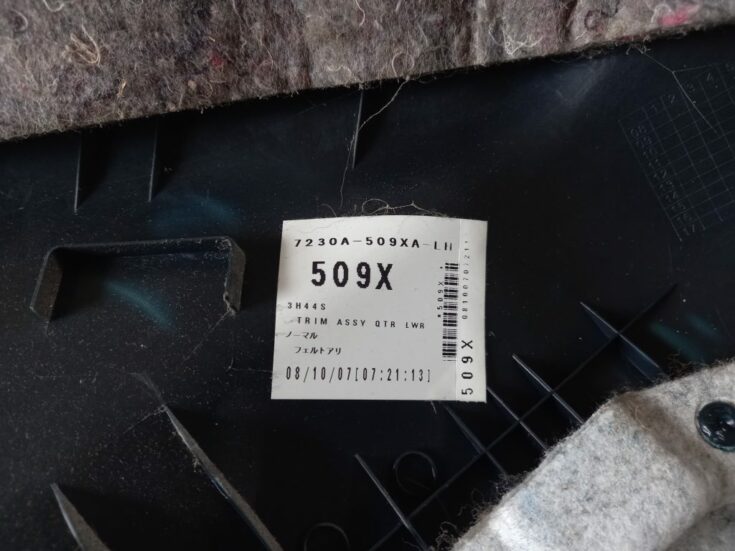 7230A-509XA-LH
509X
3H44S
TRIM ASSY QTR LWR
ノーマル
フェルトアリ
08/10/07[07:21:13]
*509X*
509X